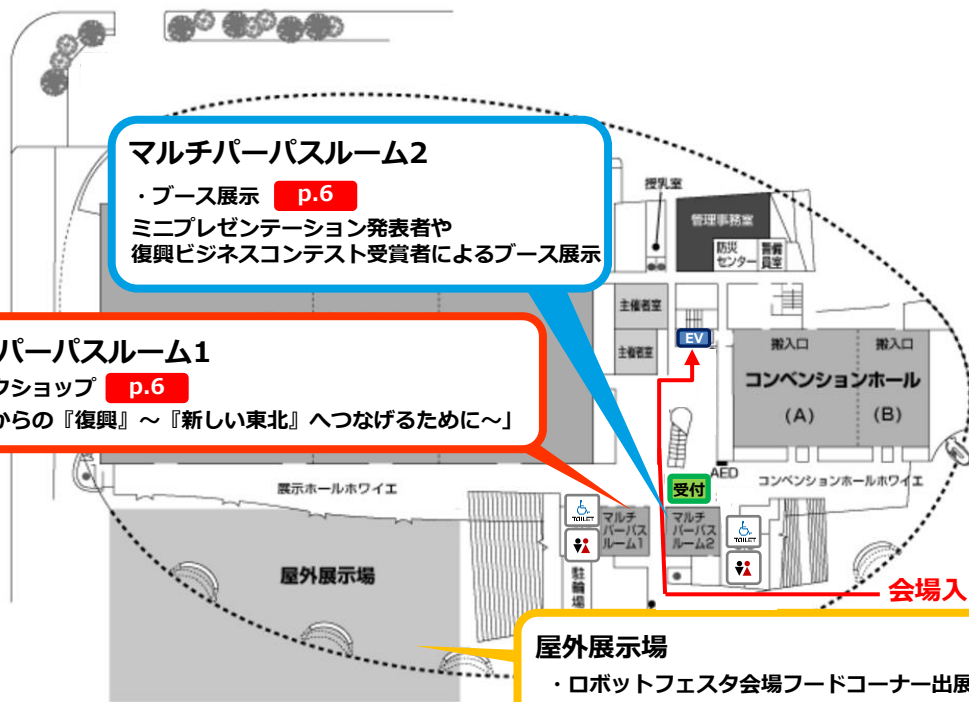 マルチパーパスルーム2
・ブース展示 p.6
ミニプレゼンテーション発表者や
復興ビジネスコンテスト受賞者によるブース展示
授乳室
管理事務室
防災
センター
警備
員室
主催者室
主催者室
EV
搬入口
搬入口
コンベンションホール
(A)
(B)
パーパスルーム1
クショップ p.6
からの『復興』～『新しい東北』へつなげるために～」
AED
展示ホールホワイエ
コンベンションホールホワイエ
受付
TOILET
マルチ
パーパス
ルーム1
マルチ
パーパス
ルーム2
TOILET
駐輪場
屋外展示場
会場入
屋外展示場
・ロボットフェスタ会場フードコーナー出展